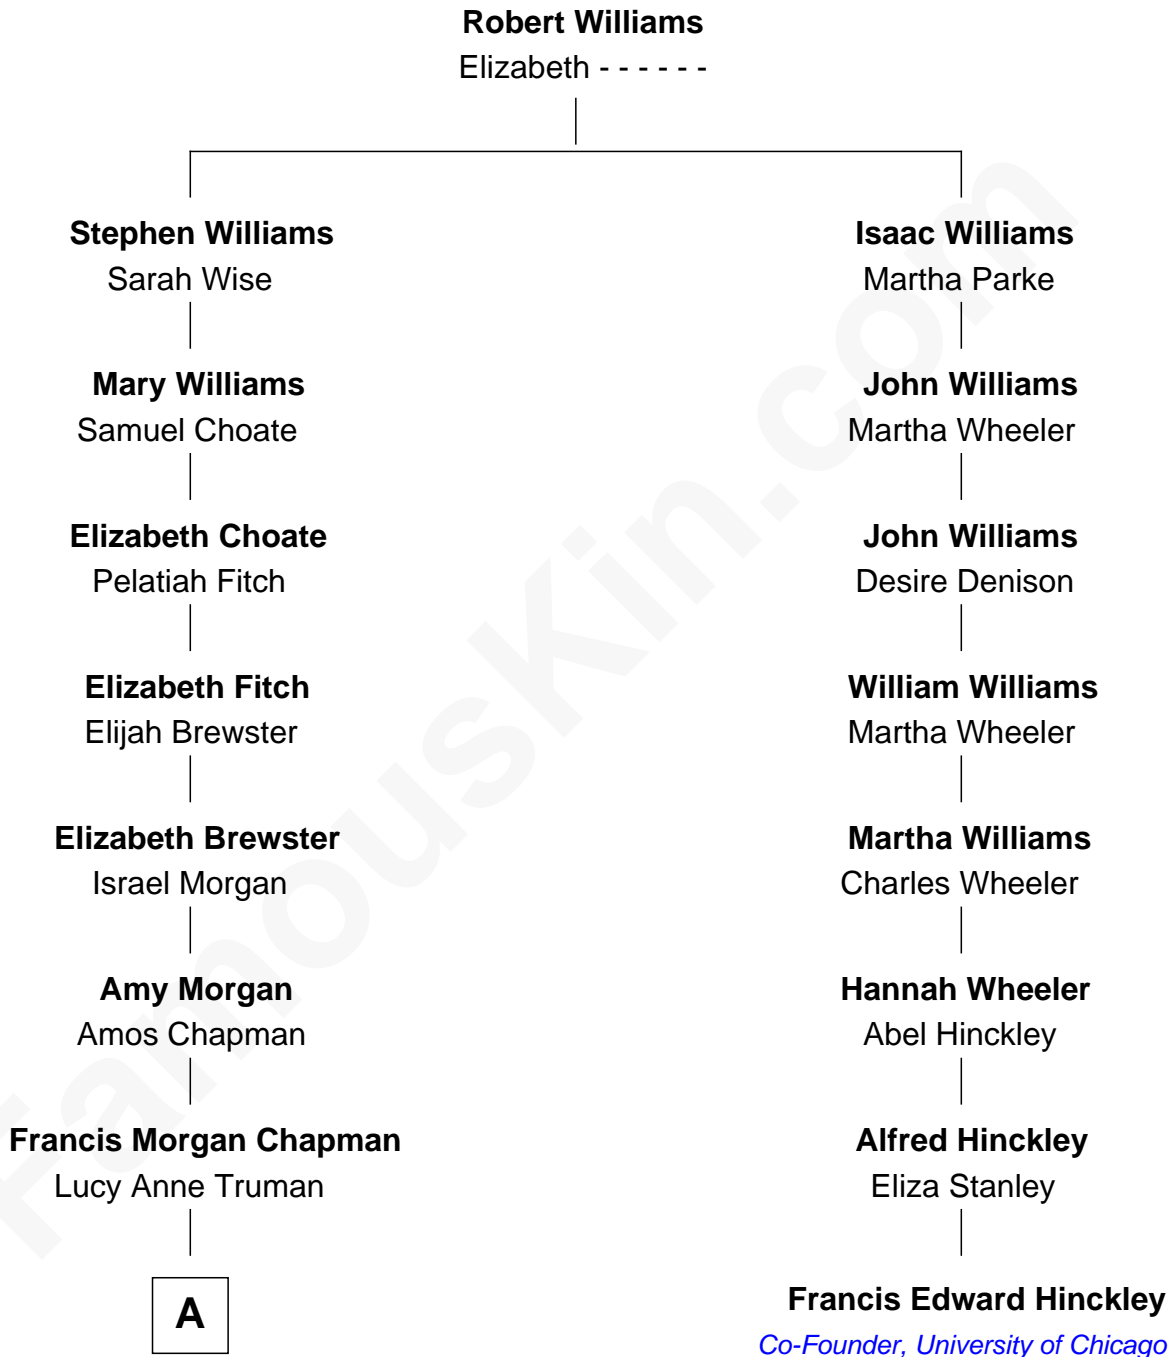 Robert Williams
Elizabeth - - - - - -
Stephen Williams
Sarah Wise
Isaac Williams
Martha Parke
Mary Williams
Samuel Choate
John Williams
Martha Wheeler
Elizabeth Choate
Pelatiah Fitch
John Williams
Desire Denison
Elizabeth Fitch
Elijah Brewster
William Williams
Martha Wheeler
Elizabeth Brewster
Israel Morgan
Martha Williams
Charles Wheeler
Amy Morgan
Amos Chapman
Hannah Wheeler
Abel Hinckley
Francis Morgan Chapman
Lucy Anne Truman
Alfred Hinckley
Eliza Stanley
A
Francis Edward Hinckley
Co-Founder, University of Chicago
FamousKin.com